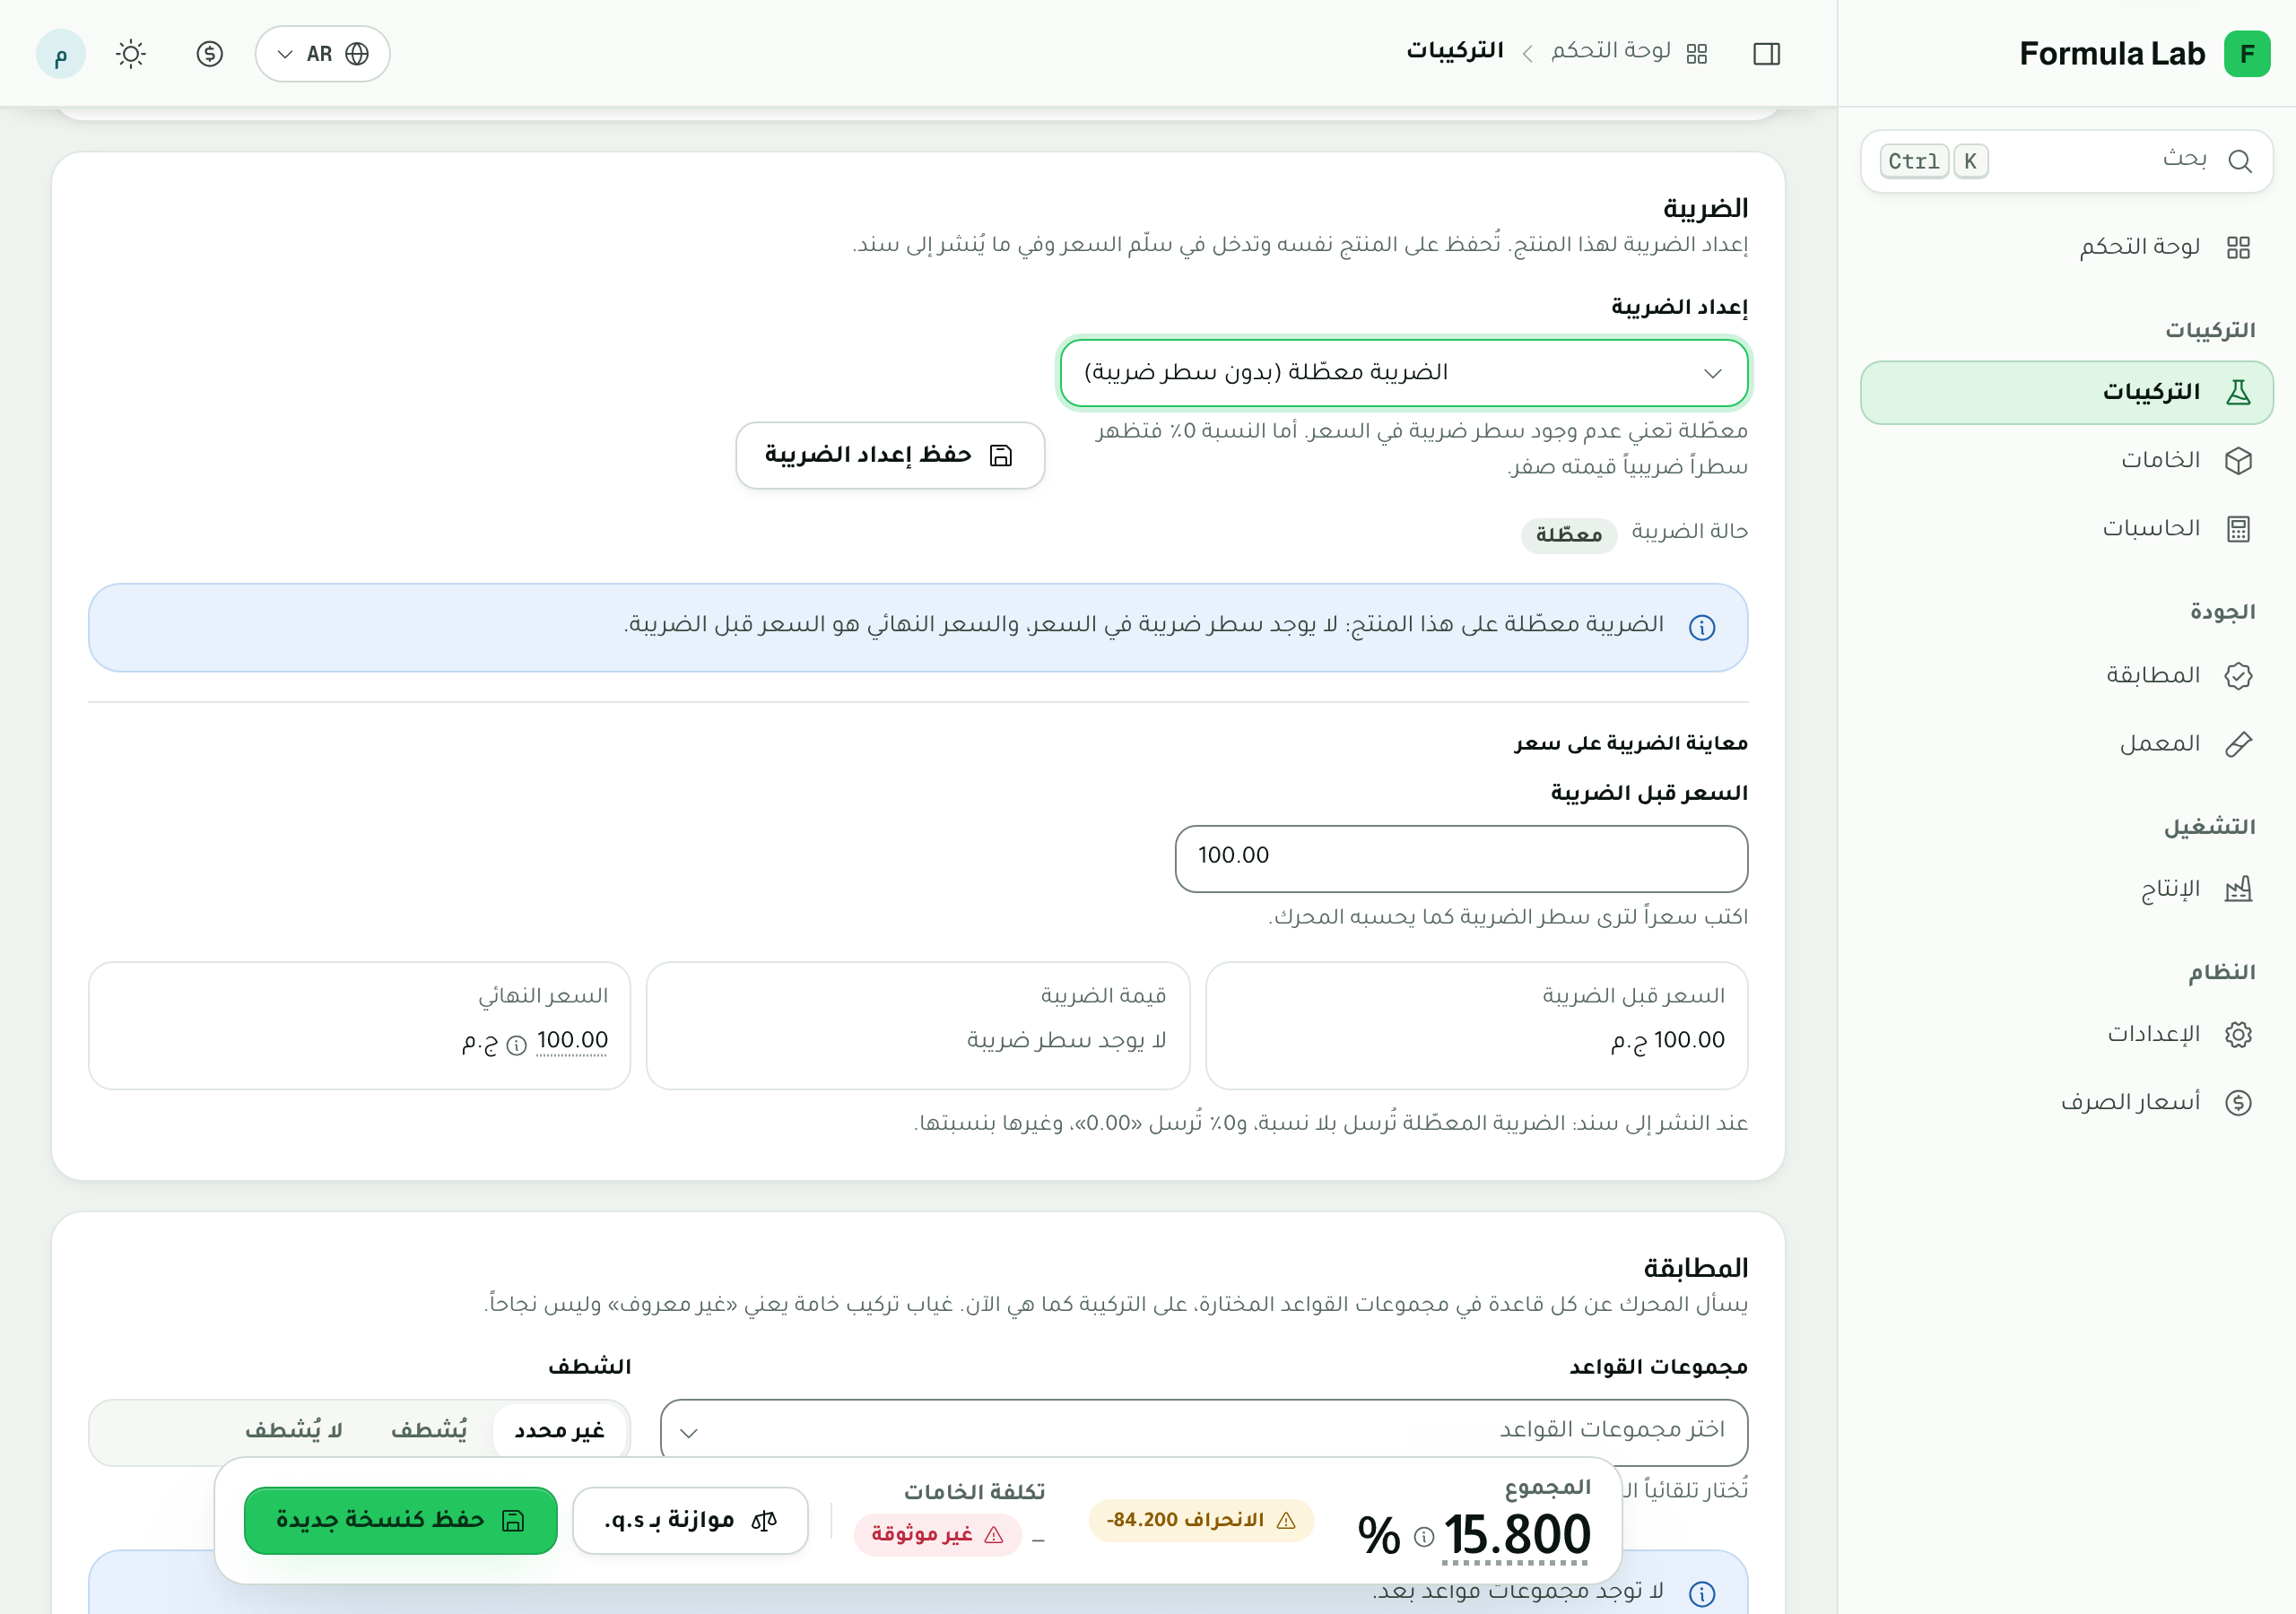 Formula Lab
F
بحث
Ctrl K
لوحة التحكم
التركيبات
التركيبات
الخامات
الحاسبات
الجودة
المطابقة
المعمل
التشغيل
الإنتاج
النظام
الإعدادات
أسعار الصرف
لوحة التحكم
التركيبات
AR
م
الضريبة
إعداد الضريبة لهذا المنتج. تُحفظ على المنتج نفسه وتدخل في سلّم السعر وفي ما يُنشر إلى سند.
إعداد الضريبة
الضريبة معطّلة (بدون سطر ضريبة)
معطّلة تعني عدم وجود سطر ضريبة في السعر. أما النسبة 0٪ فتظهر
سطراً ضريبياً قيمته صفر.
حفظ إعداد الضريبة
حالة الضريبة معطّلة
الضريبة معطّلة على هذا المنتج: لا يوجد سطر ضريبة في السعر، والسعر النهائي هو السعر قبل الضريبة.
معاينة الضريبة على سعر
السعر قبل الضريبة
100.00
اكتب سعراً لترى سطر الضريبة كما يحسبه المحرك.
السعر قبل الضريبة
100.00 ج.م
قيمة الضريبة
لا يوجد سطر ضريبة
السعر النهائي
100.00 ج.م
عند النشر إلى سند: الضريبة المعطّلة تُرسل بلا نسبة، و0٪ تُرسل «0.00»، وغيرها بنسبتها.
المطابقة
يسأل المحرك عن كل قاعدة في مجموعات القواعد المختارة، على التركيبة كما هي الآن. غياب تركيب خامة يعني «غير معروف» وليس نجاحاً.
مجموعات القواعد
اختر مجموعات القواعد
الشطف
غير محدد
يُشطف
لا يُشطف
تُختار تلقائياً
المجموع
15.800 %
الانحراف 84.200-
تكلفة الخامات
–
غير موثوقة
موازنة بـ q.s.
حفظ كنسخة جديدة
لا توجد مجموعات قواعد بعد.